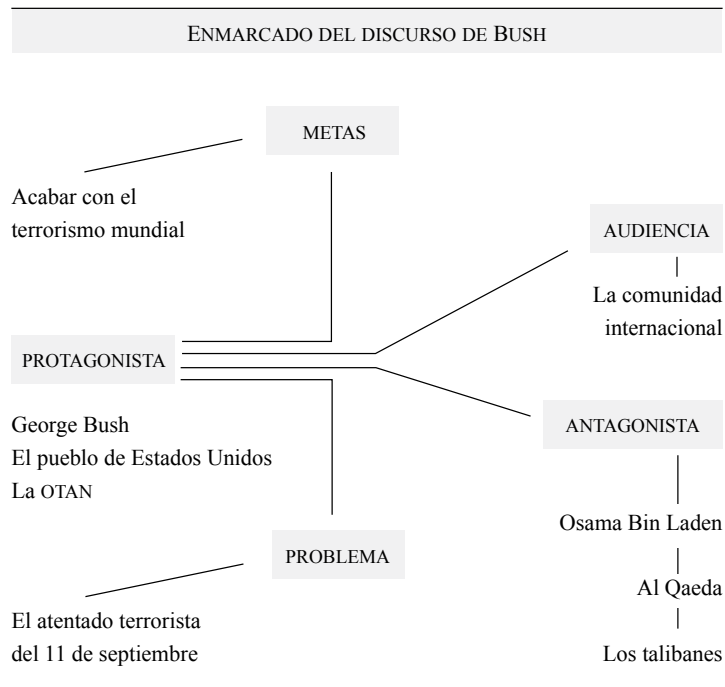 ENMARCADO DEL DISCURSO DE BUSH
METAS
Acabar con el
terrorismo mundial
AUDIENCIA
La comunidad
internacional
PROTAGONISTA
George Bush
El pueblo de Estados Unidos
La OTAN
ANTAGONISTA
Osama Bin Laden
Al Qaeda
Los talibanes
PROBLEMA
El atentado terrorista
del 11 de septiembre